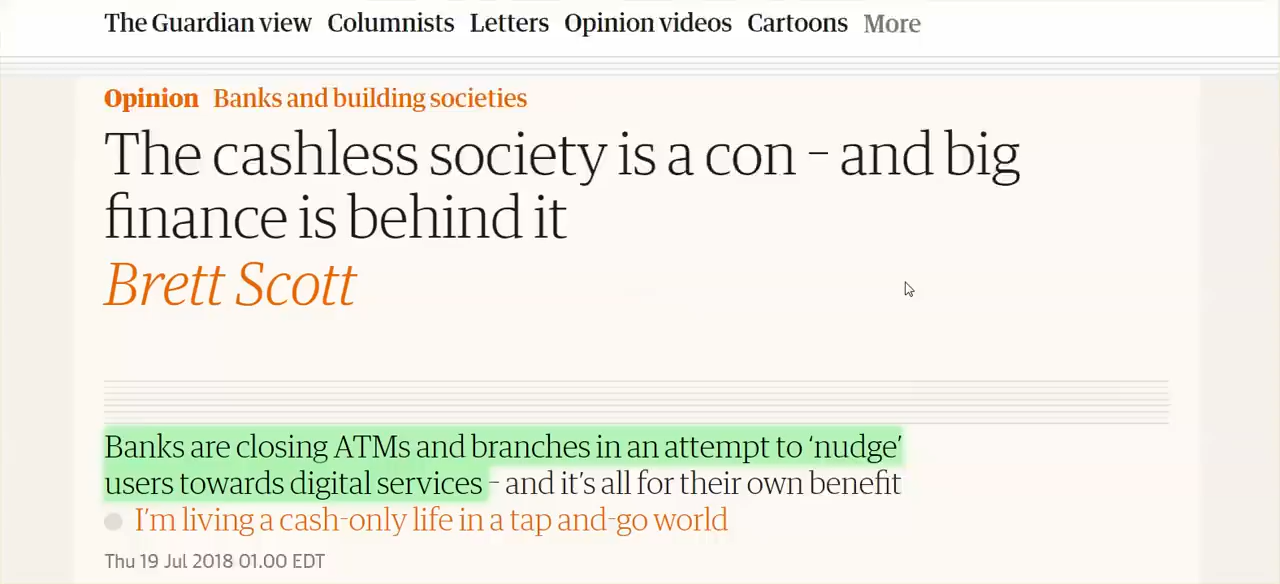 The Guardian view Columnists Letters Opinion videos Cartoons More
Opinion Banks and building societies
The cashless society is a con – and big
finance is behind it
Brett Scott
Banks are closing ATMs and branches in an attempt to ‘nudge’
users towards digital services – and it’s all for their own benefit
I’m living a cash-only life in a tap and-go world
Thu 19 Jul 2018 01.00 EDT